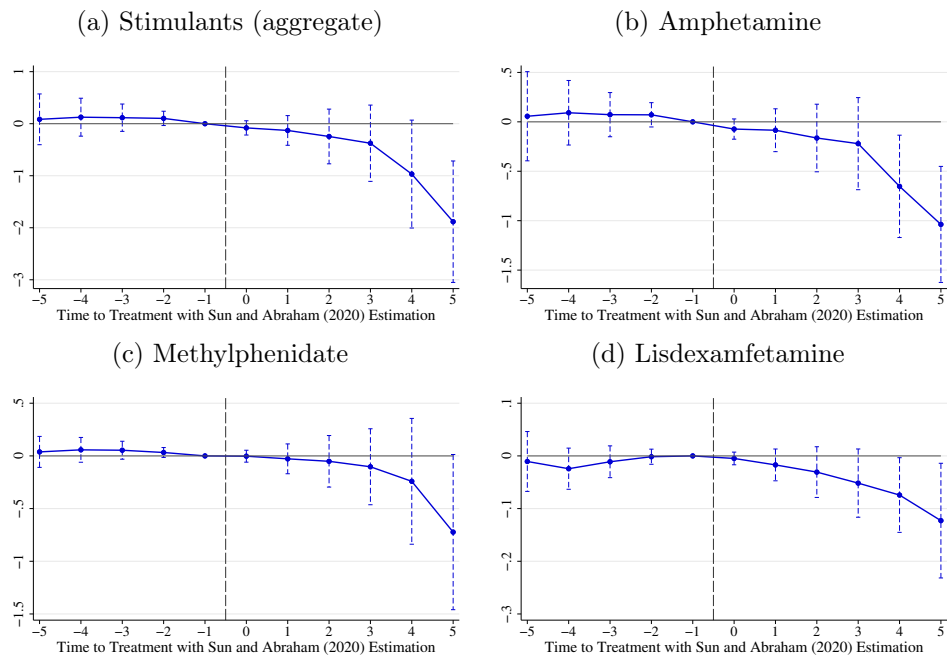 (a) Stimulants (aggregate)
1
0
−1
−2
−3
−5 −4 −3 −2 −1 0 1 2 3 4 5
Time to Treatment with Sun and Abraham (2020) Estimation
(b) Amphetamine
.5
0
−.5
−1
−1.5
−5 −4 −3 −2 −1 0 1 2 3 4 5
Time to Treatment with Sun and Abraham (2020) Estimation
(c) Methylphenidate
.5
0
−.5
−1
−1.5
−5 −4 −3 −2 −1 0 1 2 3 4 5
Time to Treatment with Sun and Abraham (2020) Estimation
(d) Lisdexamfetamine
.1
0
−.1
−.2
−.3
−5 −4 −3 −2 −1 0 1 2 3 4 5
Time to Treatment with Sun and Abraham (2020) Estimation